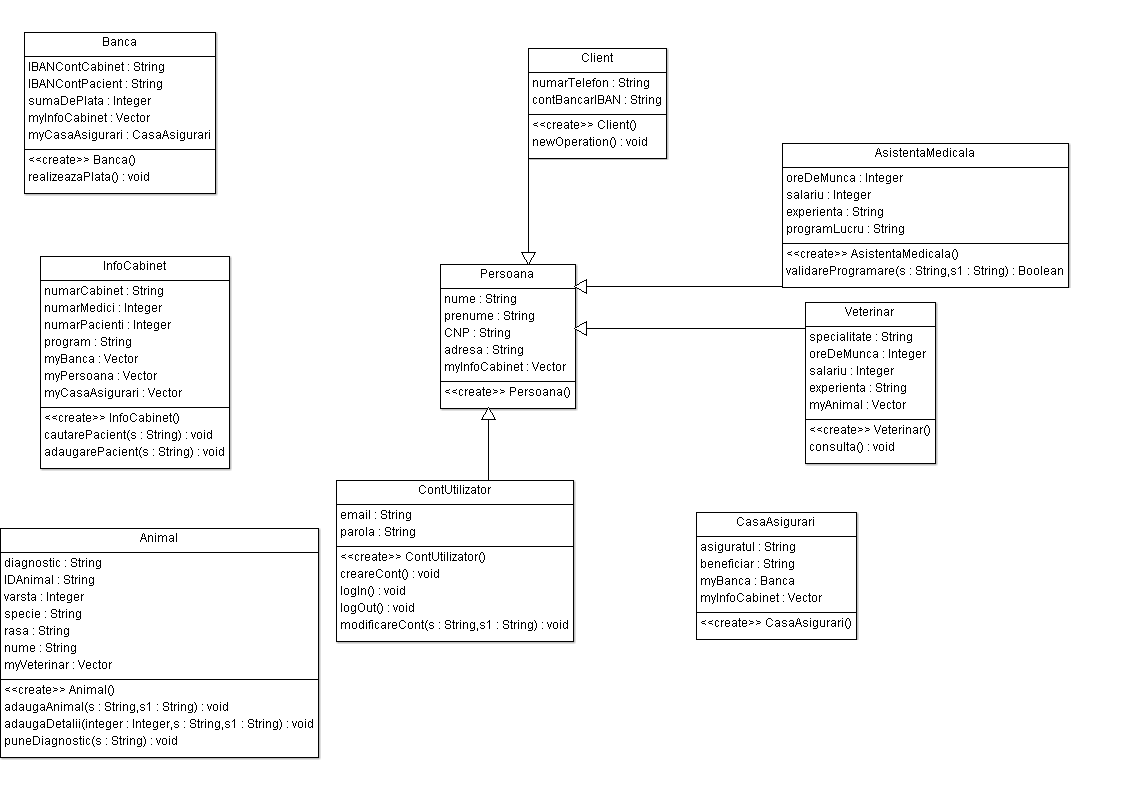 Banca
IBANContCabinet : String
IBANContPacient : String
sumaDePlata : Integer
myInfoCabinet : Vector
myCasaAsigurari : CasaAsigurari
<<create>> Banca()
realizeazaPlata() : void
Client
numarTelefon : String
contBancarIBAN : String
<<create>> Client()
newOperation() : void
AsistentaMedicala
oreDeMunca : Integer
salariu : Integer
experienta : String
programLucru : String
<<create>> AsistentaMedicala()
validareProgramare(s : String,s1 : String) : Boolean
InfoCabinet
numarCabinet : String
numarMedici : Integer
numarPacienti : Integer
program : String
myBanca : Vector
myPersoana : Vector
myCasaAsigurari : Vector
<<create>> InfoCabinet()
cautarePacient(s : String) : void
adaugarePacient(s : String) : void
Persoana
nume : String
prenume : String
CNP : String
adresa : String
myInfoCabinet : Vector
<<create>> Persoana()
Veterinar
specialitate : String
oreDeMunca : Integer
salariu : Integer
experienta : String
myAnimal : Vector
<<create>> Veterinar()
consulta() : void
ContUtilizator
email : String
parola : String
<<create>> ContUtilizator()
creareCont() : void
logIn() : void
logOut() : void
modificareCont(s : String,s1 : String) : void
CasaAsigurari
asiguratul : String
beneficiar : String
myBanca : Banca
myInfoCabinet : Vector
<<create>> CasaAsigurari()
Animal
diagnostic : String
IDAnimal : String
varsta : Integer
specie : String
rasa : String
nume : String
myVeterinar : Vector
<<create>> Animal()
adaugaAnimal(s : String,s1 : String) : void
adaugaDetalii(integer : Integer,s : String,s1 : String) : void
puneDiagnostic(s : String) : void